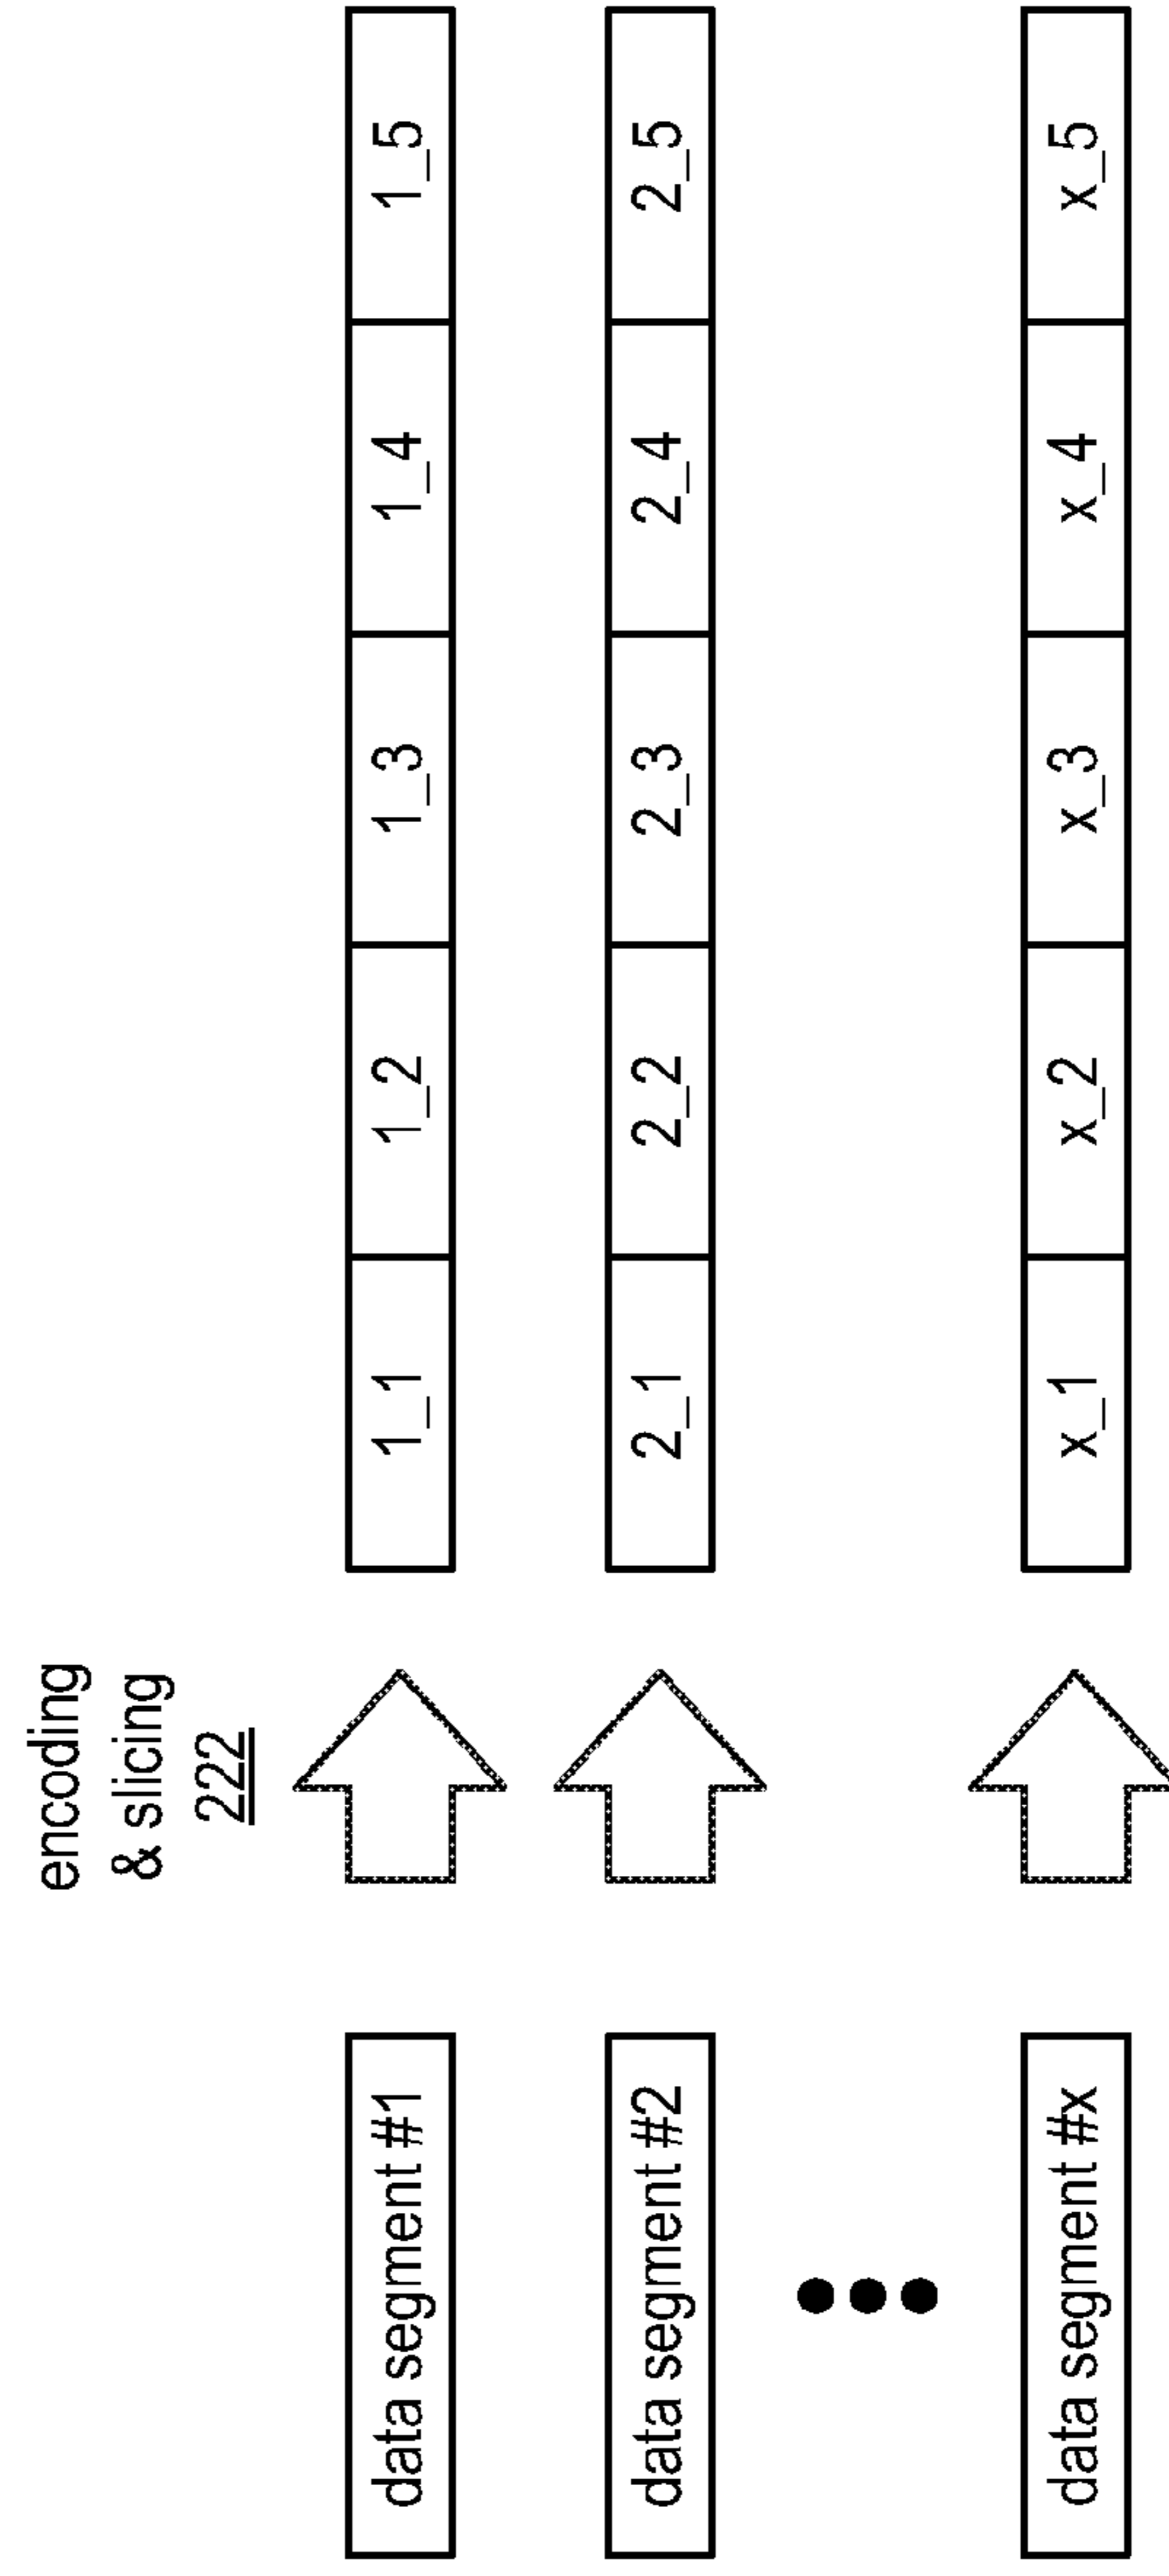 encoding
& slicing
222
data segment #1
1_1
1_2
1_3
1_4
1_5
data segment #2
2_1
2_2
2_3
2_4
2_5
data segment #x
x_1
x_2
x_3
x_4
x_5